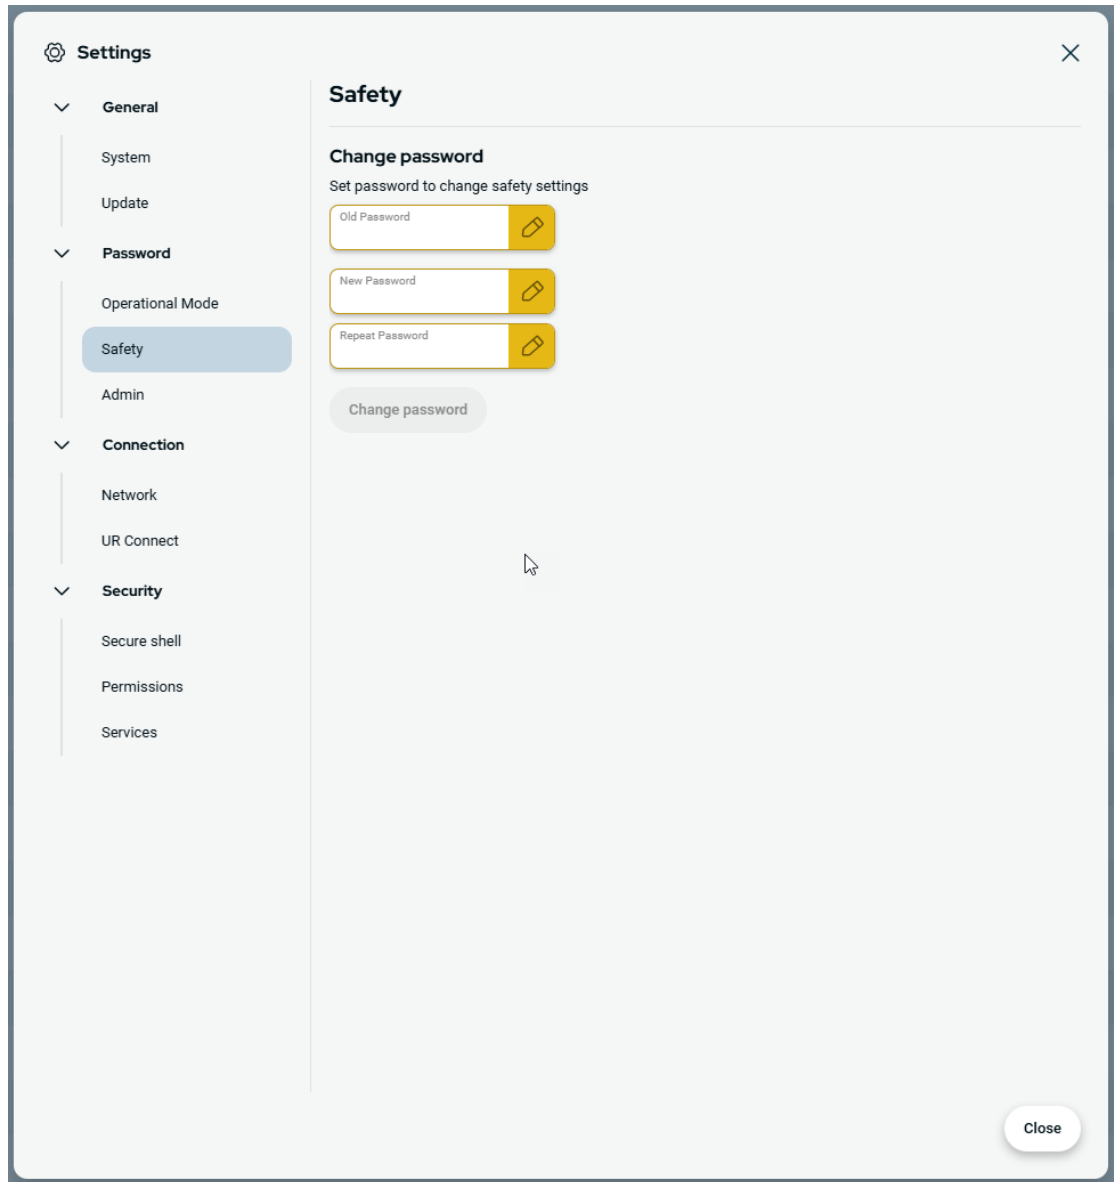 Settings
General
System
Update
Password
Operational Mode
Safety
Admin
Connection
Network
UR Connect
Security
Secure shell
Permissions
Services
Safety
Change password
Set password to change safety settings
Old Password
New Password
Repeat Password
Change password
Close